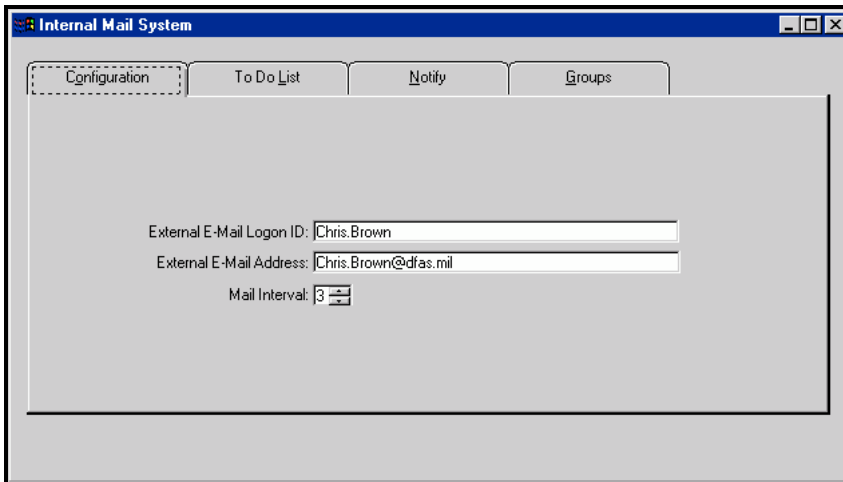 Internal Mail System
Configuration To Do List Notify Groups
External E-Mail Logon ID: Chris.Brown
External E-Mail Address: Chris.Brown@dfas.mil
Mail Interval: 3